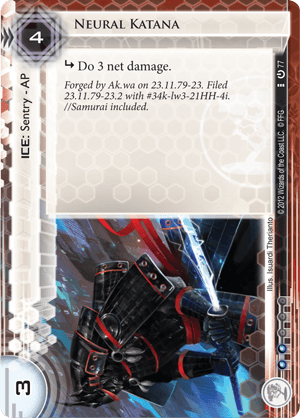 4
NEURAL KATANA
Do 3 net damage.
Forged by Ak.wa on 23.11.79-23. Filed
23.11.79-23.2 with #34k-lw3-21HH-4i.
//Samurai included.
ICE: Sentry - AP
77
© 2012 Wizards of the Coast LLC. © FFG
Illus. Isuardi Therianto
3